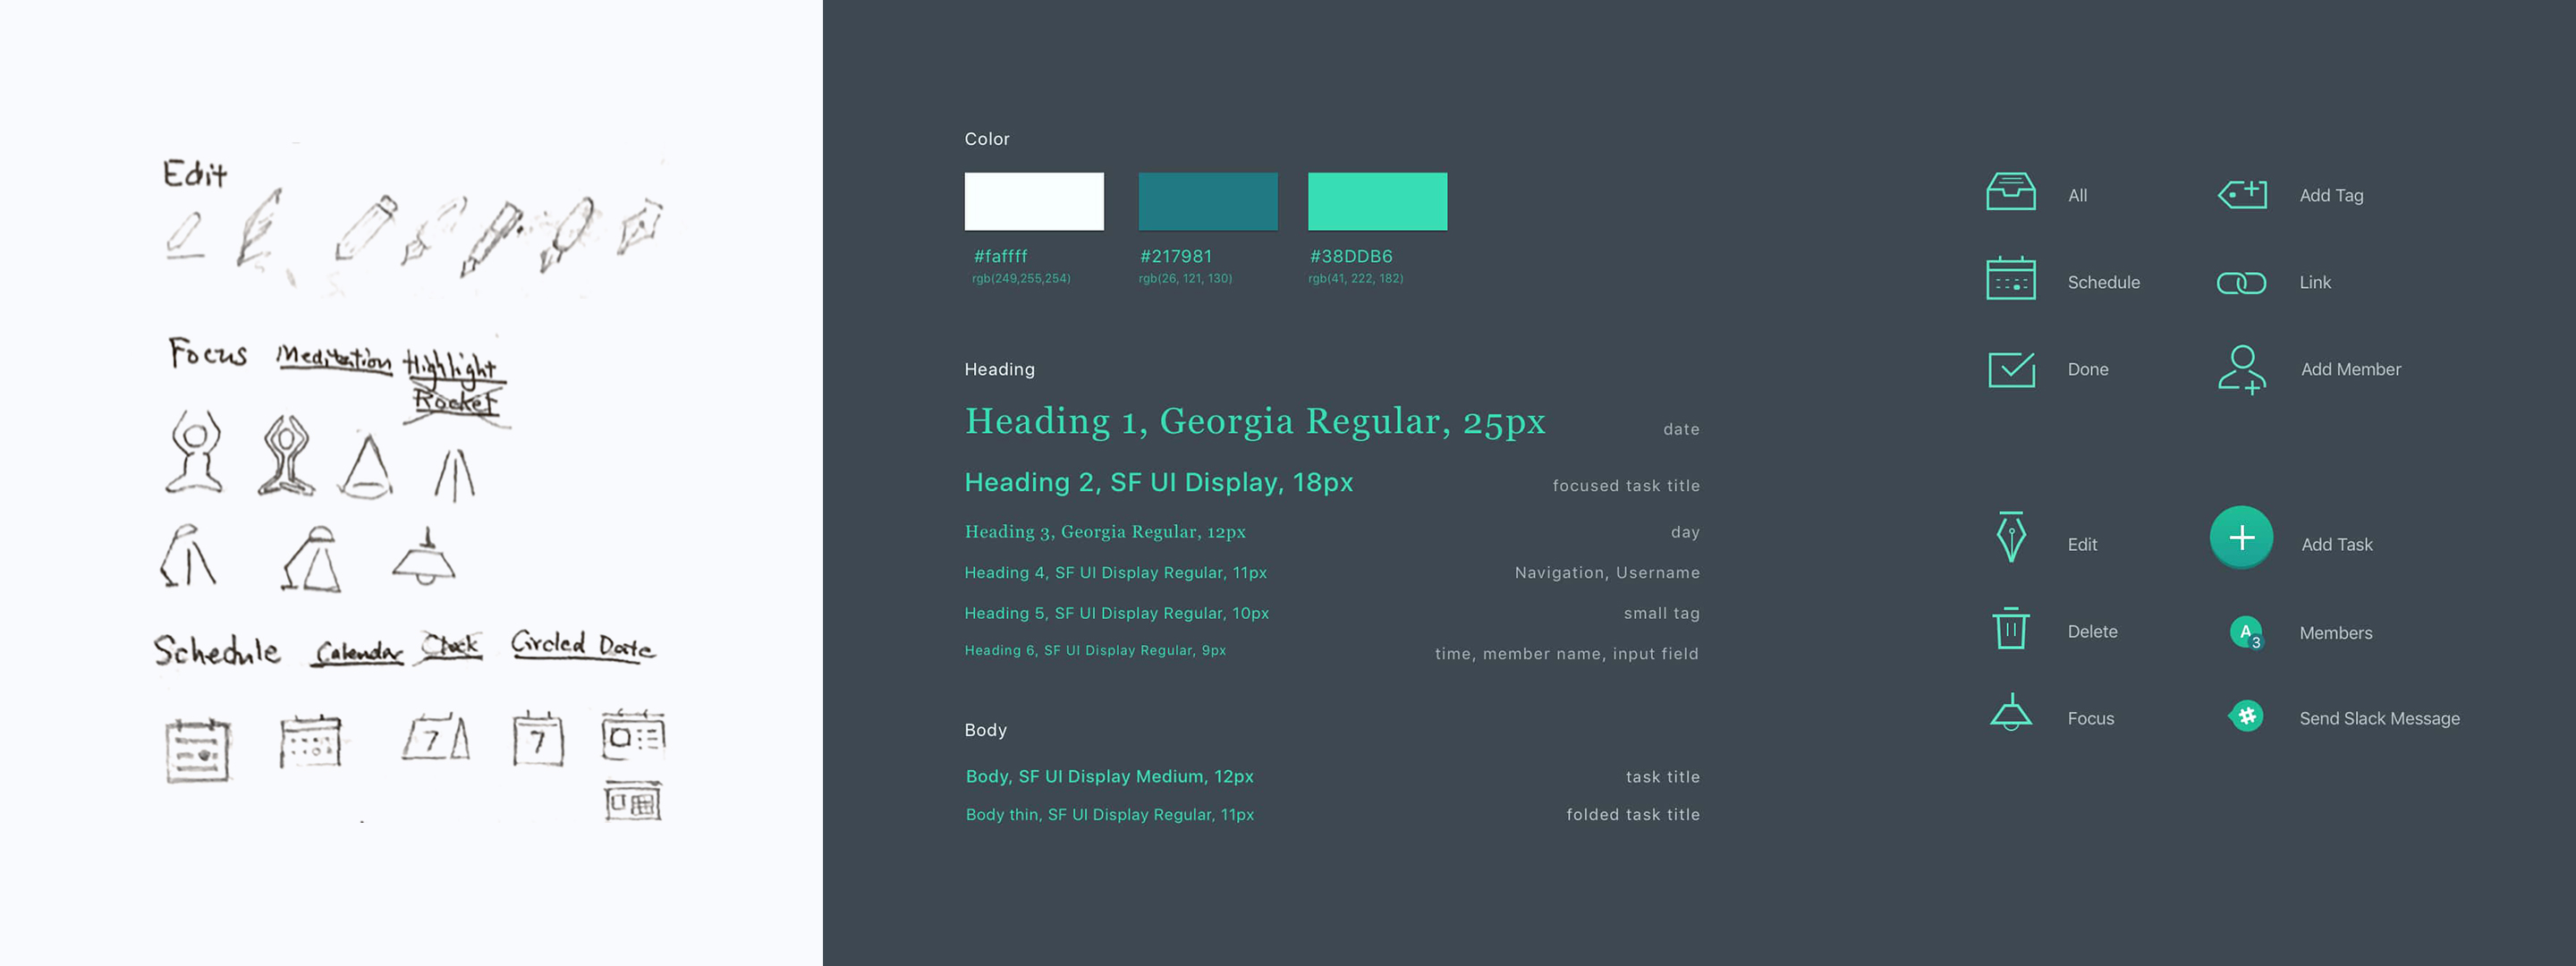 Edit
Focus Meditation Highlight
Rocket
Schedule Calendar Clock Circled Date
7
7
Color
#faffff
rgb(249,255,254)
#217981
rgb(26, 121, 130)
#38DDB6
rgb(41, 222, 182)
Heading
Heading 1, Georgia Regular, 25px date
Heading 2, SF UI Display, 18px focused task title
Heading 3, Georgia Regular, 12px day
Heading 4, SF UI Display Regular, 11px Navigation, Username
Heading 5, SF UI Display Regular, 10px small tag
Heading 6, SF UI Display Regular, 9px time, member name, input field
Body
Body, SF UI Display Medium, 12px task title
Body thin, SF UI Display Regular, 11px folded task title
All
Add Tag
Schedule
Link
Done
Add Member
Edit
Add Task
Delete
A
3
Members
Focus
Send Slack Message